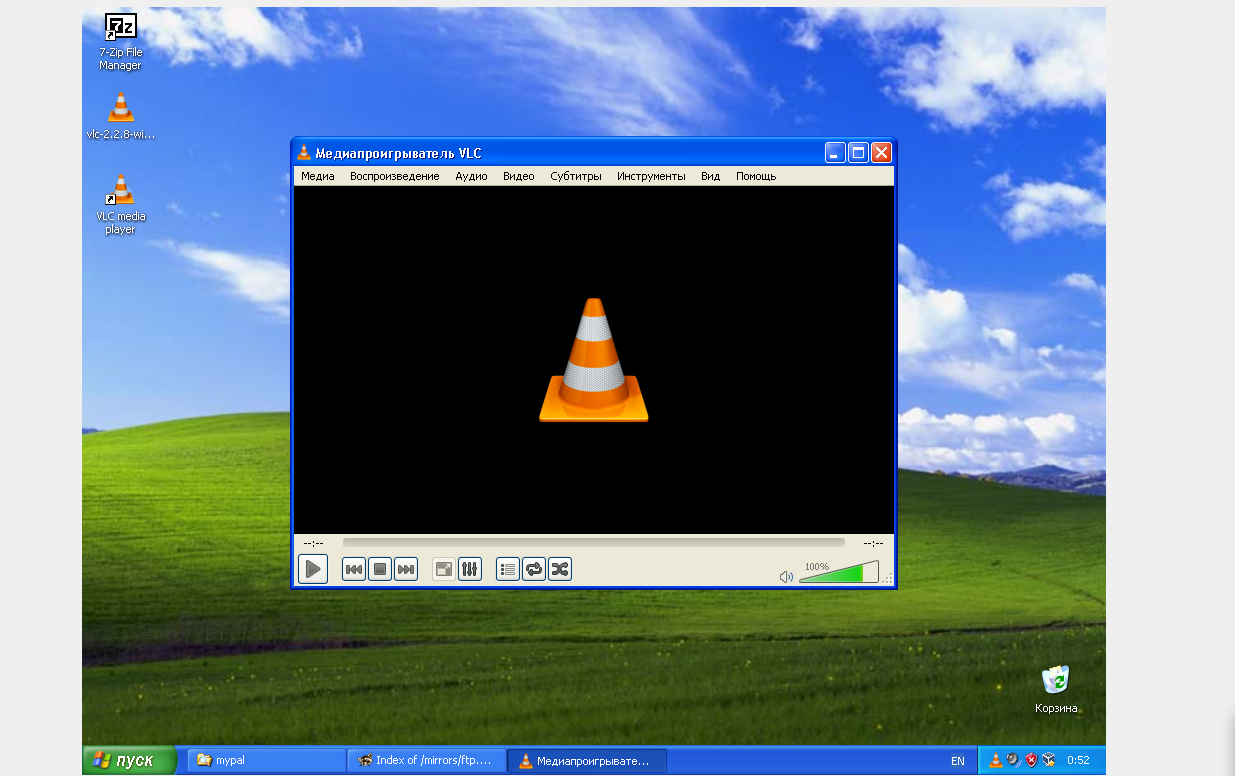 7-Zip File
Manager
vlc-2.2.8-wi...
VLC media
player
Медиапроигрыватель VLC
Медиа Воспроизведение Аудио Видео Субтитры Инструменты Вид Помощь
--:-- --:--
100%
Корзина
пуск
mypal
Index of /mirrors/ftp....
Медиапроигрывате...
EN
0:52